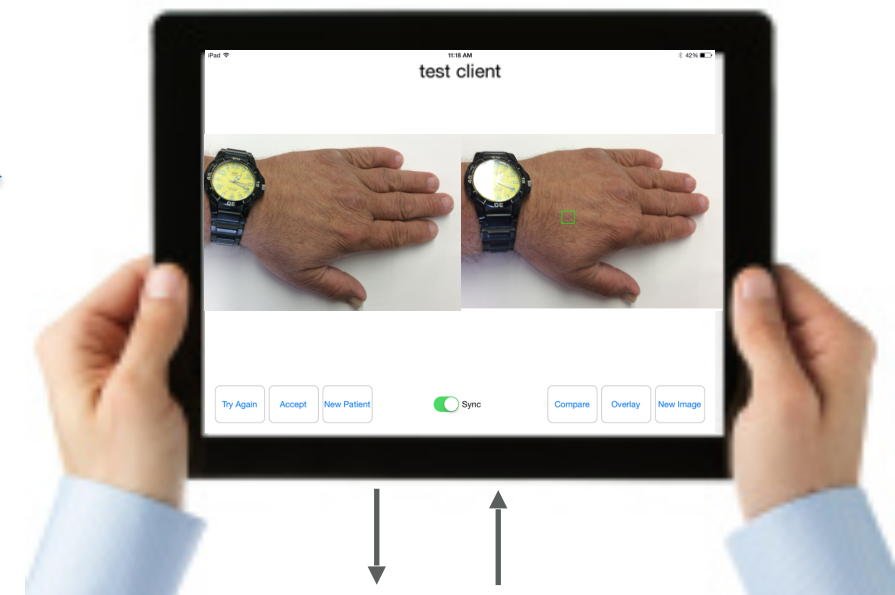 iPad
11:18 AM
42%
test client
Try Again
Accept
New Patient
Sync
Compare
Overlay
New Image